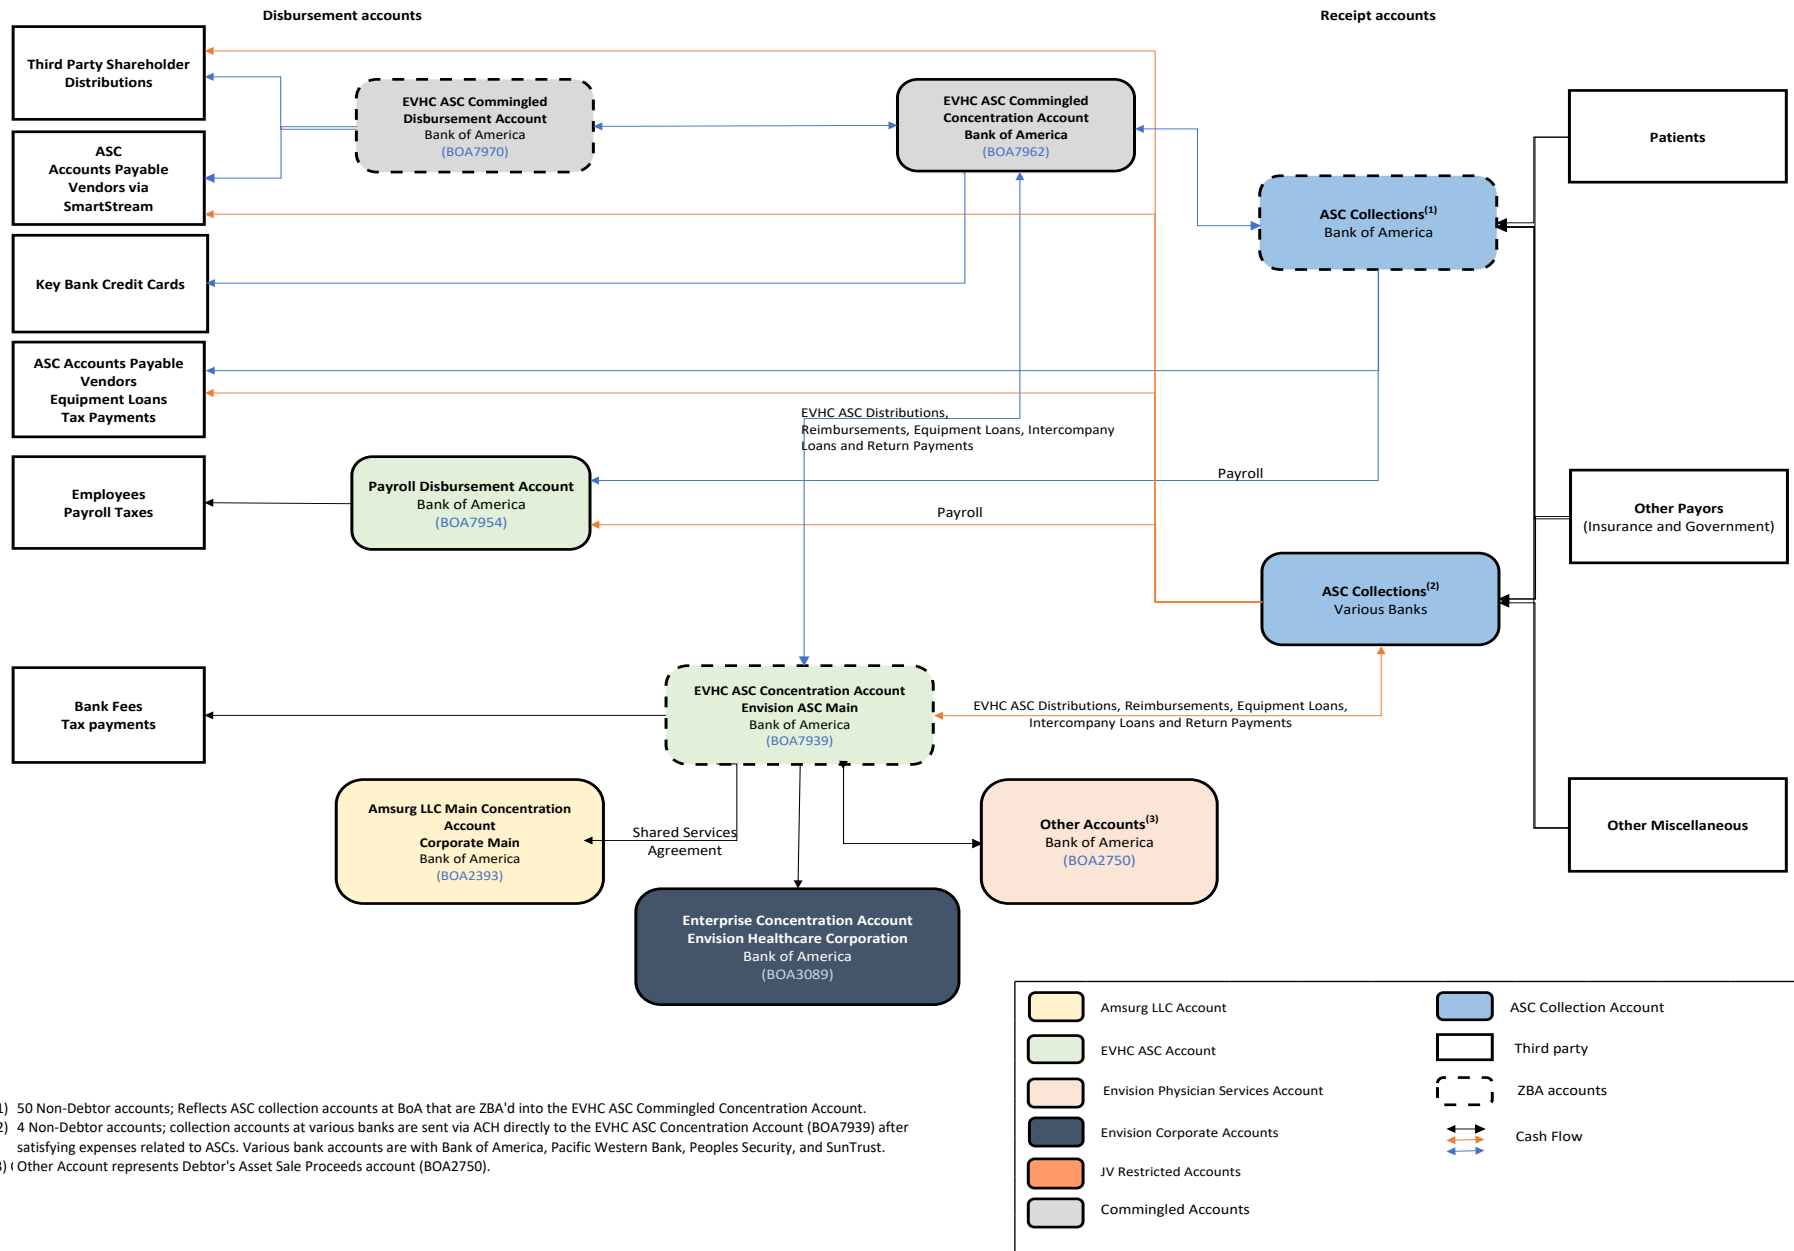 Disbursement accounts
Receipt accounts
Third Party Shareholder
Distributions
EVHC ASC Commingled
Disbursement Account
Bank of America
(BOA7970)
EVHC ASC Commingled
Concentration Account
Bank of America
(BOA7962)
Patients
ASC
Accounts Payable
Vendors via
SmartStream
ASC Collections(1)
Bank of America
Key Bank Credit Cards
ASC Accounts Payable
Vendors
Equipment Loans
Tax Payments
EVHC ASC Distributions,
Reimbursements, Equipment Loans, Intercompany
Loans and Return Payments
Employees
Payroll Taxes
Payroll Disbursement Account
Bank of America
(BOA7954)
Payroll
Payroll
Other Payors
(Insurance and Government)
ASC Collections(2)
Various Banks
Bank Fees
Tax payments
EVHC ASC Concentration Account
Envision ASC Main
Bank of America
(BOA7939)
EVHC ASC Distributions, Reimbursements, Equipment Loans,
Intercompany Loans and Return Payments
Amsurg LLC Main Concentration
Account
Corporate Main
Bank of America
(BOA2393)
Shared Services
Agreement
Other Accounts(3)
Bank of America
(BOA2750)
Other Miscellaneous
Enterprise Concentration Account
Envision Healthcare Corporation
Bank of America
(BOA3089)
Amsurg LLC Account
EVHC ASC Account
Envision Physician Services Account
Envision Corporate Accounts
JV Restricted Accounts
Commingled Accounts
ASC Collection Account
Third party
ZBA accounts
Cash Flow
1) 50 Non-Debtor accounts; Reflects ASC collection accounts at BoA that are ZBA'd into the EVHC ASC Commingled Concentration Account.
2) 4 Non-Debtor accounts; collection accounts at various banks are sent via ACH directly to the EVHC ASC Concentration Account (BOA7939) after
satisfying expenses related to ASCs. Various bank accounts are with Bank of America, Pacific Western Bank, Peoples Security, and SunTrust.
3) ( Other Account represents Debtor's Asset Sale Proceeds account (BOA2750).